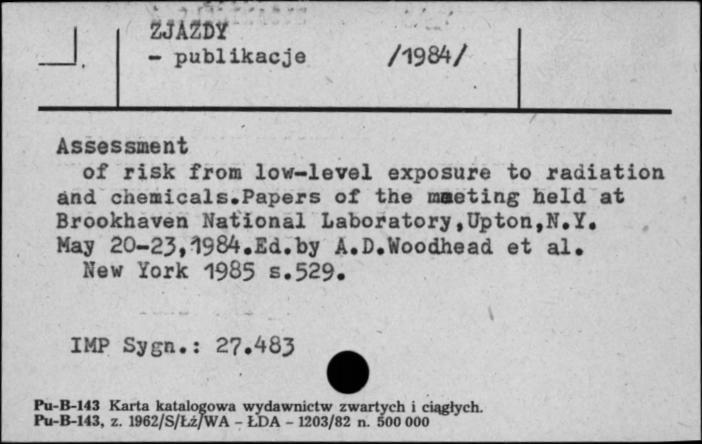 ZJAZDY
- publikacje /1984/
Assessment
of risk from low-level exposure to radiation
and chemicals.Papers of the meeting held at
Brookhaven National Laboratory,Upton,N.Y.
May 20-23,1984.Ed.by A.D.Woodhead et al.
New York 1985 s.529.
IMP Sygn.: 27.483
Pu-B-143 Karta katalogowa wydawnictw zwartych i ciągłych.
Pu-B-143, z. 1962/S/Łż/WA - ŁDA - 1203/82 n. 500 000